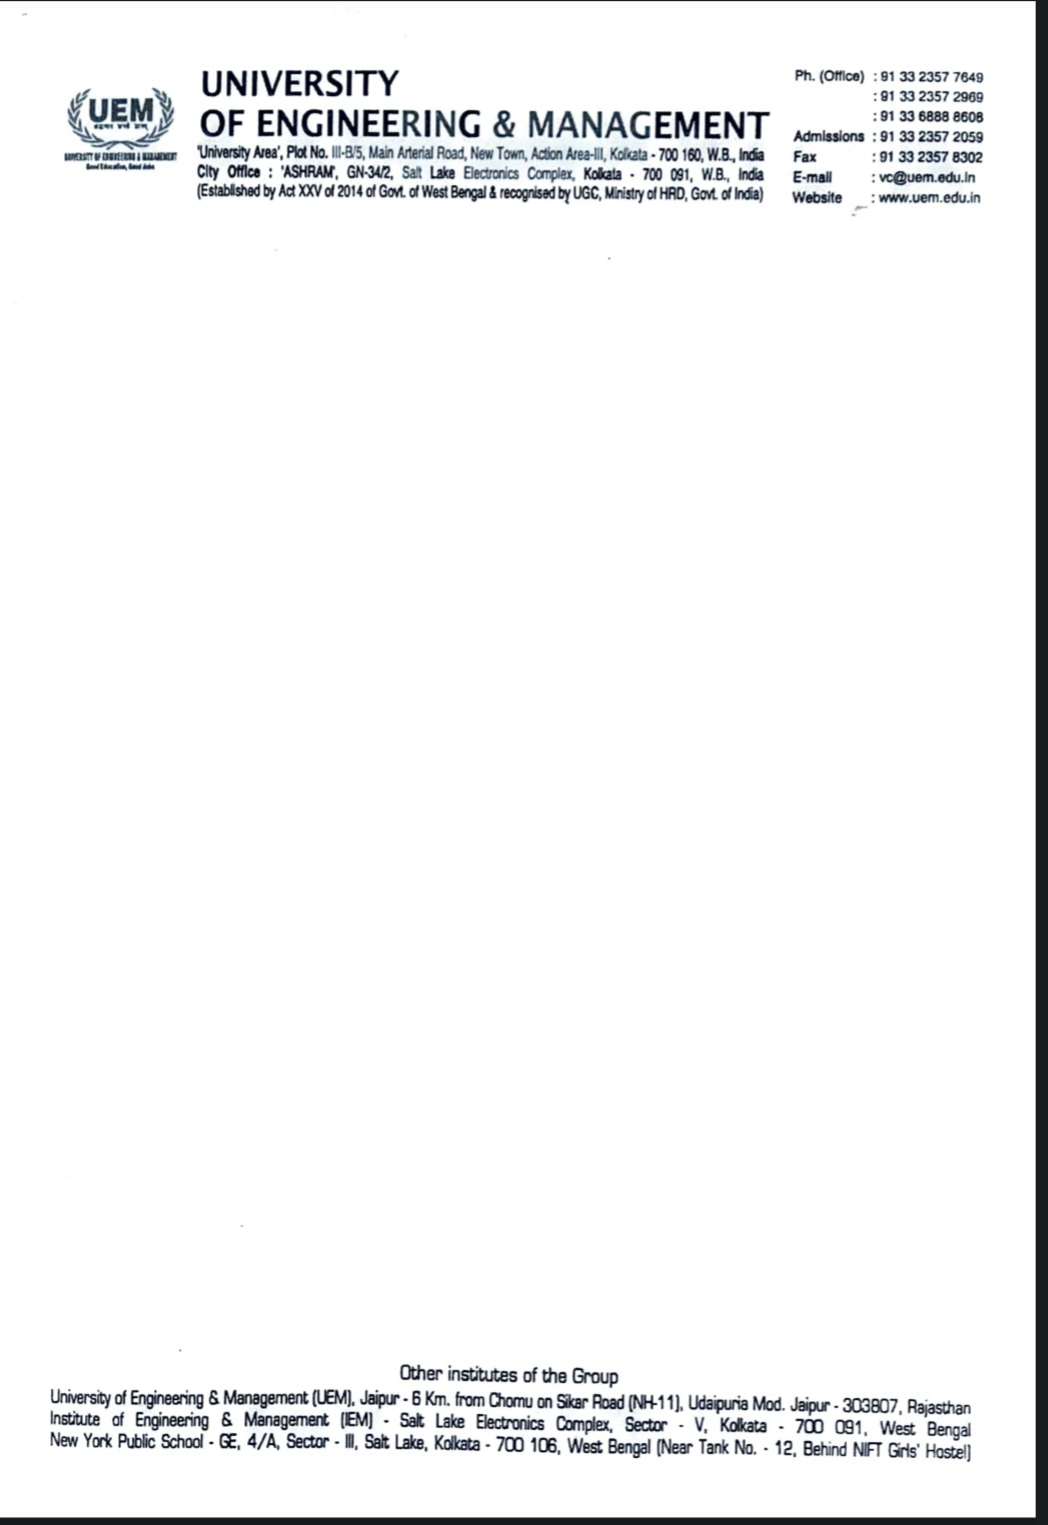 UEM
UNIVERSITY OF ENGINEERING & MANAGEMENT
Good Education, Good Jobs
UNIVERSITY
OF ENGINEERING & MANAGEMENT
'University Area', Plot No. III-B/5, Main Arterial Road, New Town, Action Area-III, Kolkata - 700 160, W.B., India
City Office : 'ASHRAM', GN-34/2, Salt Lake Electronics Complex, Kolkata - 700 091, W.B., India
(Established by Act XXV of 2014 of Govt. of West Bengal & recognised by UGC, Ministry of HRD, Govt. of India)
Ph. (Office) : 91 33 2357 7649
: 91 33 2357 2969
: 91 33 6888 8608
Admissions : 91 33 2357 2059
Fax : 91 33 2357 8302
E-mail : vc@uem.edu.in
Website : www.uem.edu.in
Other institutes of the Group
University of Engineering & Management (UEM), Jaipur - 6 Km. from Chomu on Sikar Road (NH-11), Udaipuria Mod. Jaipur - 303807, Rajasthan
Institute of Engineering & Management (IEM) - Salt Lake Electronics Complex, Sector - V, Kolkata - 700 091, West Bengal
New York Public School - GE, 4/A, Sector - III, Salt Lake, Kolkata - 700 106, West Bengal (Near Tank No. - 12, Behind NIFT Girls' Hostel)